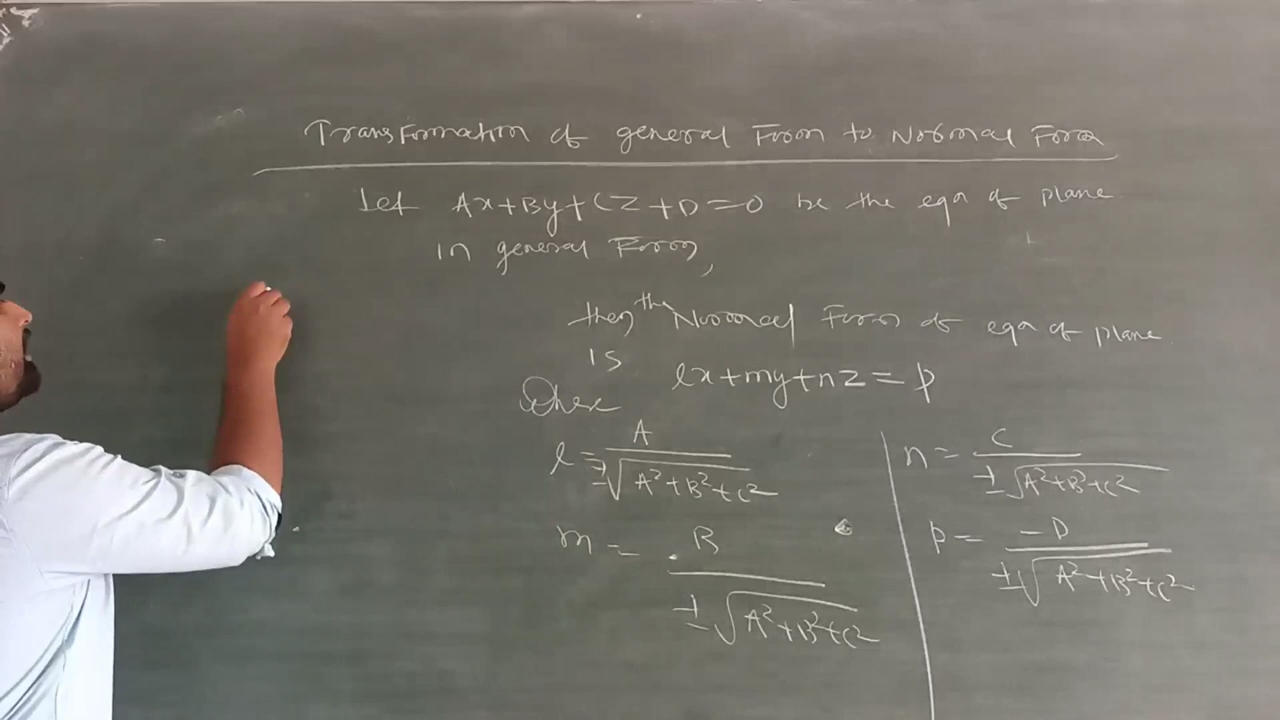 Transformation of general Form to Normal Form
Let Ax+By+CZ+D=0 be the eqn of plane
in general Form,
then the Normal Form of eqn of plane
is lx+my+nz=p
Where
l = A / ±√A²+B²+C²
m = B / ±√A²+B²+C²
n = C / ±√A²+B²+C²
p = -D / ±√A²+B²+C²